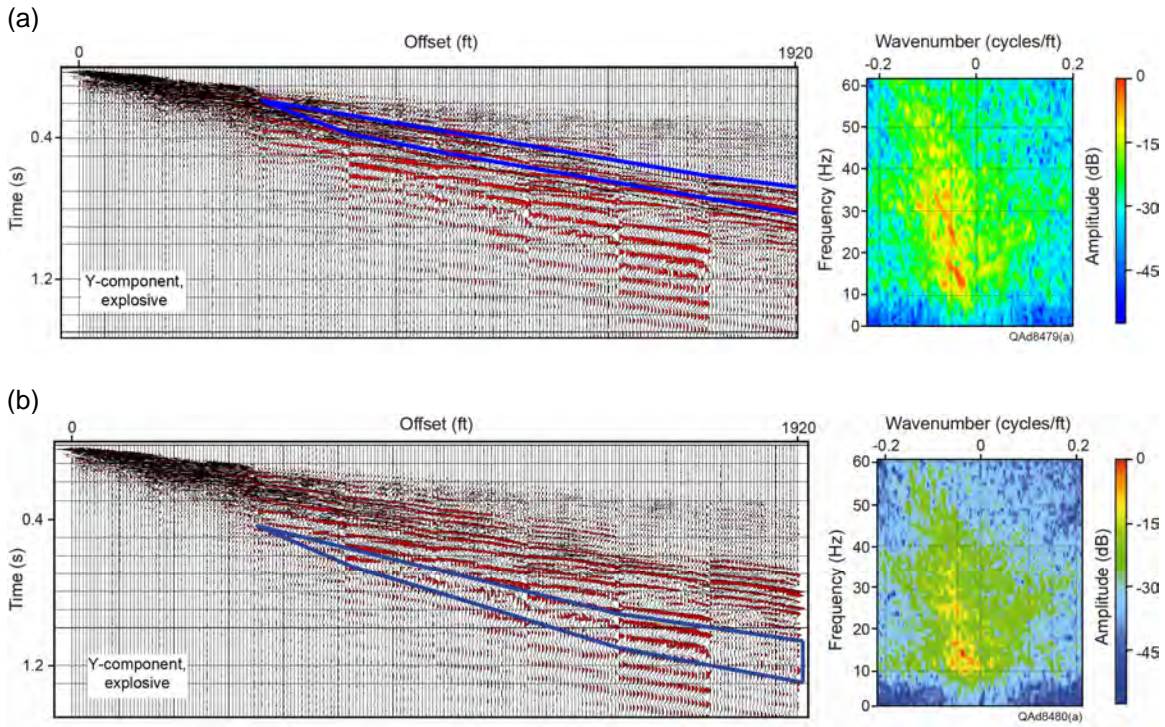 (a)
Offset (ft)
0
1920
0.4
1.2
Time (s)
Y-component,
explosive
Wavenumber (cycles/ft)
-0.2
0
0.2
60
50
40
30
20
10
0
Frequency (Hz)
0
-15
-30
-45
Amplitude (dB)
QAd8479(a)
(b)
Offset (ft)
0
1920
0.4
1.2
Time (s)
Y-component,
explosive
Wavenumber (cycles/ft)
-0.2
0
0.2
60
50
40
30
20
10
0
Frequency (Hz)
0
-15
-30
-45
Amplitude (dB)
QAd8480(a)